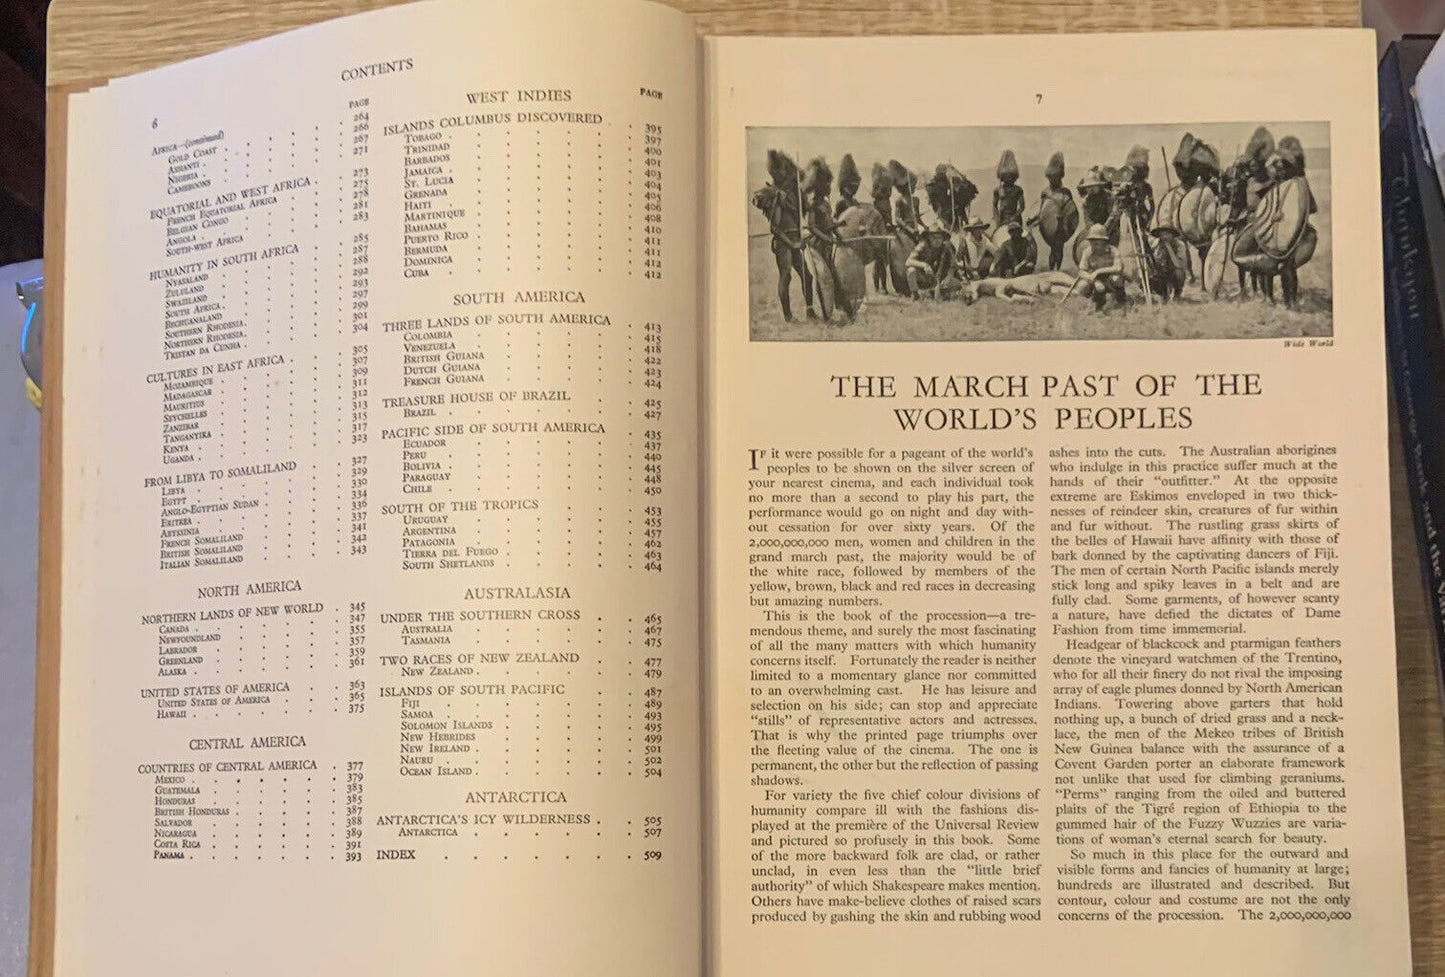 6
CONTENTS
PAGE
AFRICA—(continued)
GOLD COAST 264
ASHANTI 266
NIGERIA 267
CAMEROONS 271
EQUATORIAL AND WEST AFRICA 273
FRENCH EQUATORIAL AFRICA 275
BELGIAN CONGO 278
ANGOLA 281
SOUTH-WEST AFRICA 283
HUMANITY IN SOUTH AFRICA 285
NYASALAND 287
ZULULAND 288
SWAZILAND 292
SOUTH AFRICA 293
BECHUANALAND 297
SOUTHERN RHODESIA 299
NORTHERN RHODESIA 301
TRISTAN DA CUNHA 304
CULTURES IN EAST AFRICA 305
MOZAMBIQUE 307
MADAGASCAR 309
MAURITIUS 311
SEYCHELLES 312
ZANZIBAR 313
TANGANYIKA 315
KENYA 317
UGANDA 323
FROM LIBYA TO SOMALILAND 327
LIBYA 329
EGYPT 330
ANGLO-EGYPTIAN SUDAN 334
ERITREA 336
ABYSSINIA 337
FRENCH SOMALILAND 341
BRITISH SOMALILAND 342
ITALIAN SOMALILAND 343
NORTH AMERICA
NORTHERN LANDS OF NEW WORLD 345
CANADA 347
NEWFOUNDLAND 355
LABRADOR 357
GREENLAND 359
ALASKA 361
UNITED STATES OF AMERICA 363
UNITED STATES OF AMERICA 365
HAWAII 375
CENTRAL AMERICA
COUNTRIES OF CENTRAL AMERICA 377
MEXICO 379
GUATEMALA 383
HONDURAS 385
BRITISH HONDURAS 387
SALVADOR 388
NICARAGUA 389
COSTA RICA 391
PANAMA 393
WEST INDIES
PAGE
ISLANDS COLUMBUS DISCOVERED 395
TOBAGO 397
TRINIDAD 400
BARBADOS 401
JAMAICA 403
ST. LUCIA 404
GRENADA 405
HAITI 406
MARTINIQUE 408
BAHAMAS 410
PUERTO RICO 411
BERMUDA 411
DOMINICA 412
CUBA 412
SOUTH AMERICA
THREE LANDS OF SOUTH AMERICA 413
COLOMBIA 415
VENEZUELA 418
BRITISH GUIANA 422
DUTCH GUIANA 423
FRENCH GUIANA 424
TREASURE HOUSE OF BRAZIL 425
BRAZIL 427
PACIFIC SIDE OF SOUTH AMERICA 435
ECUADOR 437
PERU 440
BOLIVIA 445
PARAGUAY 448
CHILE 450
SOUTH OF THE TROPICS 453
URUGUAY 455
ARGENTINA 457
PATAGONIA 462
TIERRA DEL FUEGO 463
SOUTH SHETLANDS 464
AUSTRALASIA
UNDER THE SOUTHERN CROSS 465
AUSTRALIA 467
TASMANIA 475
TWO RACES OF NEW ZEALAND 477
NEW ZEALAND 479
ISLANDS OF SOUTH PACIFIC 487
FIJI 489
SAMOA 493
SOLOMON ISLANDS 495
NEW HEBRIDES 499
NEW IRELAND 501
NAURU 502
OCEAN ISLAND 504
ANTARCTICA
ANTARCTICA'S ICY WILDERNESS 505
ANTARCTICA 507
INDEX 509
7
Wide World
THE MARCH PAST OF THE
WORLD'S PEOPLES
IF it were possible for a pageant of the world's
peoples to be shown on the silver screen of
your nearest cinema, and each individual took
no more than a second to play his part, the
performance would go on night and day with-
out cessation for over sixty years. Of the
2,000,000,000 men, women and children in the
grand march past, the majority would be of
the white race, followed by members of the
yellow, brown, black and red races in decreasing
but amazing numbers.
This is the book of the procession—a tre-
mendous theme, and surely the most fascinating
of all the many matters with which humanity
concerns itself. Fortunately the reader is neither
limited to a momentary glance nor committed
to an overwhelming cast. He has leisure and
selection on his side; can stop and appreciate
"stills" of representative actors and actresses.
That is why the printed page triumphs over
the fleeting value of the cinema. The one is
permanent, the other but the reflection of passing
shadows.
For variety the five chief colour divisions of
humanity compare ill with the fashions dis-
played at the première of the Universal Review
and pictured so profusely in this book. Some
of the more backward folk are clad, or rather
unclad, in even less than the "little brief
authority" of which Shakespeare makes mention.
Others have make-believe clothes of raised scars
produced by gashing the skin and rubbing wood
ashes into the cuts. The Australian aborigines
who indulge in this practice suffer much at the
hands of their "outfitter." At the opposite
extreme are Eskimos enveloped in two thick-
nesses of reindeer skin, creatures of fur within
and fur without. The rustling grass skirts of
the belles of Hawaii have affinity with those of
bark donned by the captivating dancers of Fiji.
The men of certain North Pacific islands merely
stick long and spiky leaves in a belt and are
fully clad. Some garments, of however scanty
a nature, have defied the dictates of Dame
Fashion from time immemorial.
Headgear of blackcock and ptarmigan feathers
denote the vineyard watchmen of the Trentino,
who for all their finery do not rival the imposing
array of eagle plumes donned by North American
Indians. Towering above garters that hold
nothing up, a bunch of dried grass and a neck-
lace, the men of the Mekeo tribes of British
New Guinea balance with the assurance of a
Covent Garden porter an elaborate framework
not unlike that used for climbing geraniums.
"Perms" ranging from the oiled and buttered
plaits of the Tigré region of Ethiopia to the
gummed hair of the Fuzzy Wuzzies are varia-
tions of woman's eternal search for beauty.
So much in this place for the outward and
visible forms and fancies of humanity at large;
hundreds are illustrated and described. But
contour, colour and costume are not the only
concerns of the procession. The 2,000,000,000